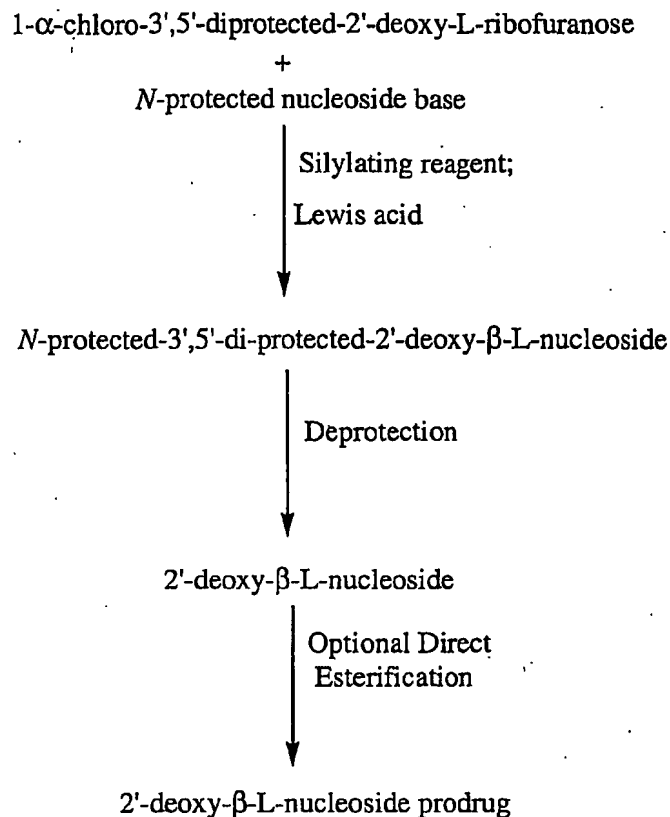 1-α-chloro-3',5'-diprotected-2'-deoxy-L-ribofuranose
+
N-protected nucleoside base
Silylating reagent;
Lewis acid
N-protected-3',5'-di-protected-2'-deoxy-β-L-nucleoside
Deprotection
2'-deoxy-β-L-nucleoside
Optional Direct
Esterification
2'-deoxy-β-L-nucleoside prodrug